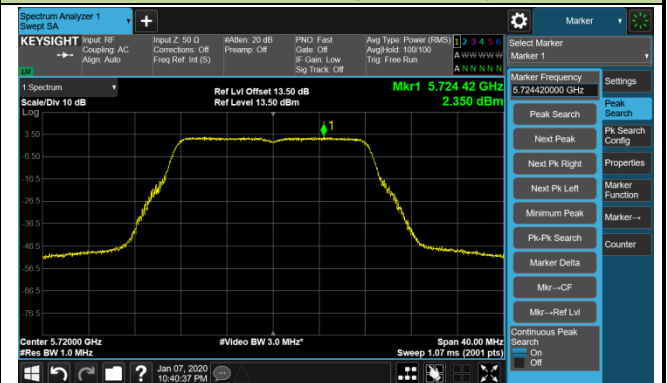 Spectrum Analyzer 1
Swept SA
+
Marker
KEYSIGHT
Input: RF
Coupling: AC
Align: Auto
Input Z: 50 Ω
Corrections: Off
Freq Ref: Int (S)
#Atten: 20 dB
Preamp: Off
PNO: Fast
Gate: Off
IF Gain: Low
Sig Track: Off
Avg Type: Power (RMS)
Avg|Hold: 100/100
Trig: Free Run
1 2 3 4 5 6
A W W W W W
A N N N N N
LM
Select Marker
Marker 1
1 Spectrum
Scale/Div 10 dB
Log
Ref Lvl Offset 13.50 dB
Ref Level 13.50 dBm
Mkr1 5.724 42 GHz
2.350 dBm
1
3.50
-6.50
-16.5
-26.5
-36.5
-46.5
-56.5
-66.5
-76.5
Center 5.72000 GHz
#Res BW 1.0 MHz
#Video BW 3.0 MHz*
Span 40.00 MHz
Sweep 1.07 ms (2001 pts)
Marker Frequency
5.724420000 GHz
Peak Search
Next Peak
Next Pk Right
Next Pk Left
Minimum Peak
Pk-Pk Search
Marker Delta
Mkr→CF
Mkr→Ref Lvl
Continuous Peak
Search
On
Off
Settings
Peak
Search
Pk Search
Config
Properties
Marker
Function
Marker→
Counter
?
Jan 07, 2020
10:40:37 PM